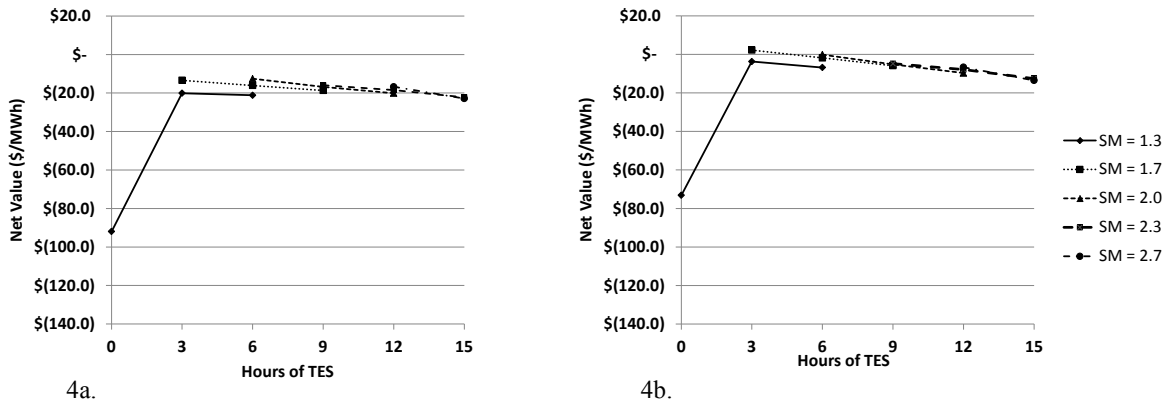 $20.0
$-
$(20.0)
$(40.0)
$(60.0)
$(80.0)
$(100.0)
$(120.0)
$(140.0)
Net Value ($/MWh)
0 3 6 9 12 15
Hours of TES
4a.
$20.0
$-
$(20.0)
$(40.0)
$(60.0)
$(80.0)
$(100.0)
$(120.0)
$(140.0)
Net Value ($/MWh)
0 3 6 9 12 15
Hours of TES
4b.
SM = 1.3
SM = 1.7
SM = 2.0
SM = 2.3
SM = 2.7